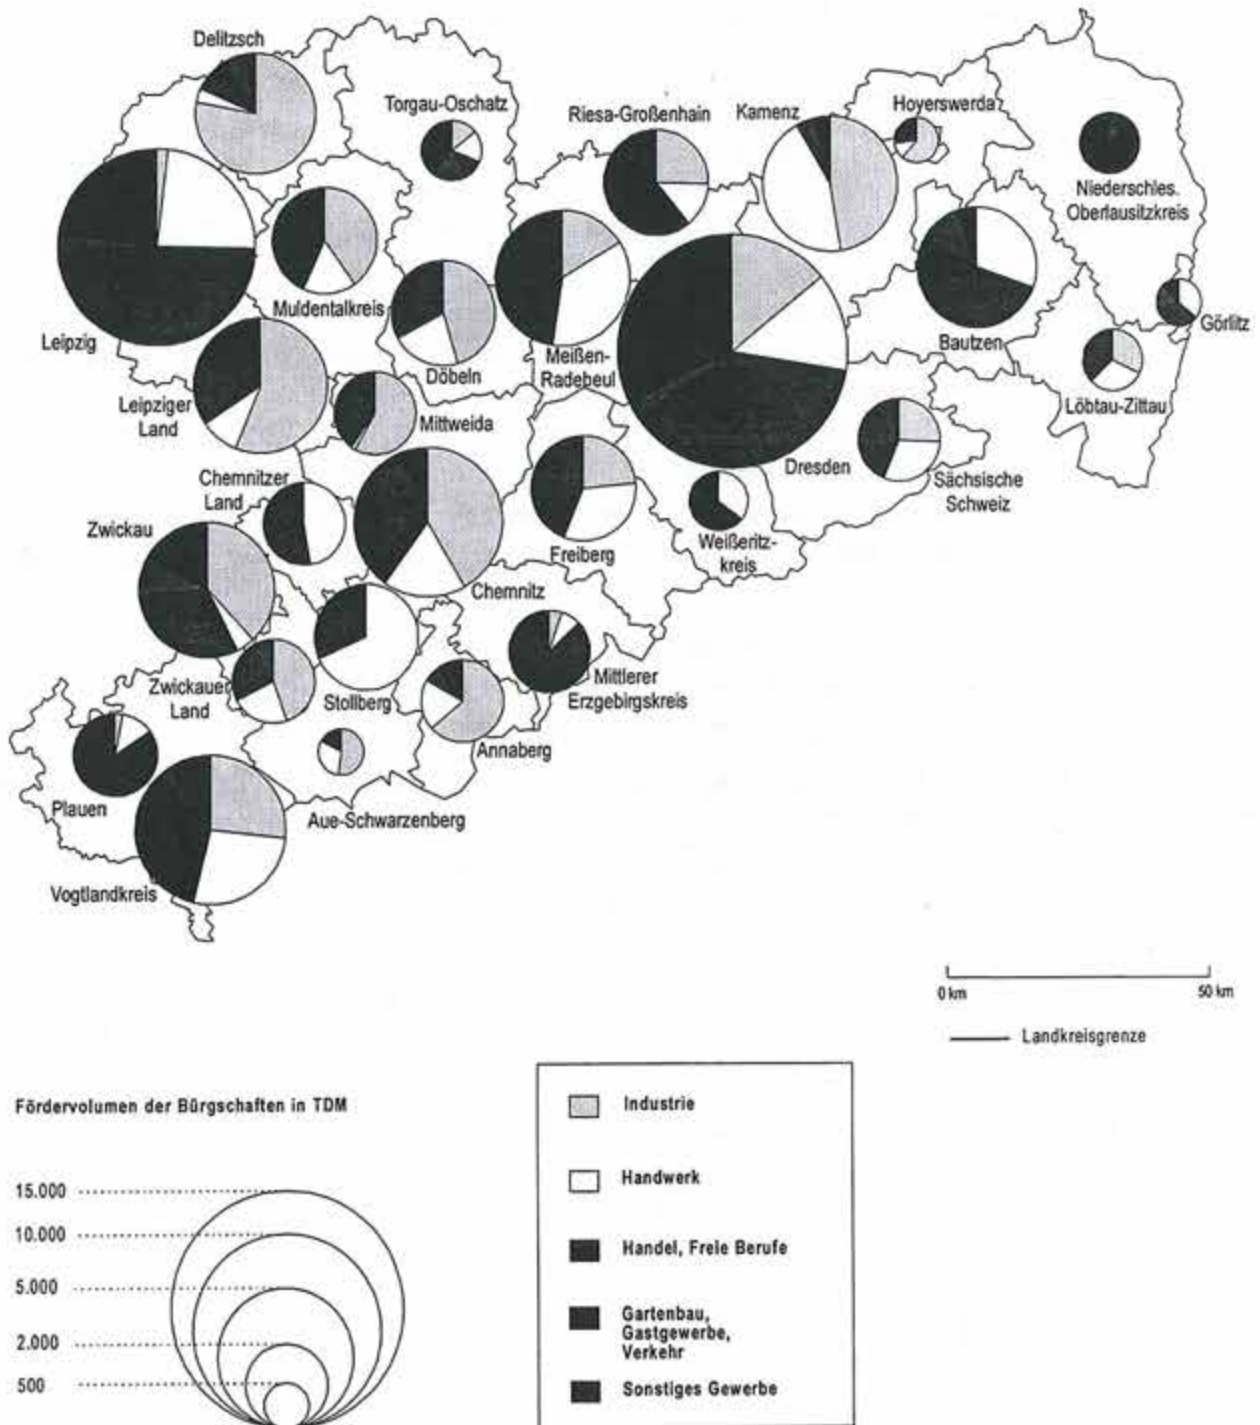 Delitzsch
Torgau-Oschatz
Riesa-Großenhain
Kamenz
Hoyerswerda
Niederschles.
Oberlausitzkreis
Leipzig
Muldentalkreis
Döbeln
Meißen-
Radebeul
Bautzen
Görlitz
Löbtau-Zittau
Leipziger
Land
Mittweida
Dresden
Sächsische
Schweiz
Chemnitzer
Land
Zwickau
Freiberg
Weißeritz-
kreis
Chemnitz
Zwickauer
Land
Stollberg
Mittlerer
Erzgebirgskreis
Annaberg
Plauen
Aue-Schwarzenberg
Vogtlandkreis
0 km 50 km
Landkreisgrenze
Fördervolumen der Bürgschaften in TDM
15.000
10.000
5.000
2.000
500
Industrie
Handwerk
Handel, Freie Berufe
Gartenbau,
Gastgewerbe,
Verkehr
Sonstiges Gewerbe